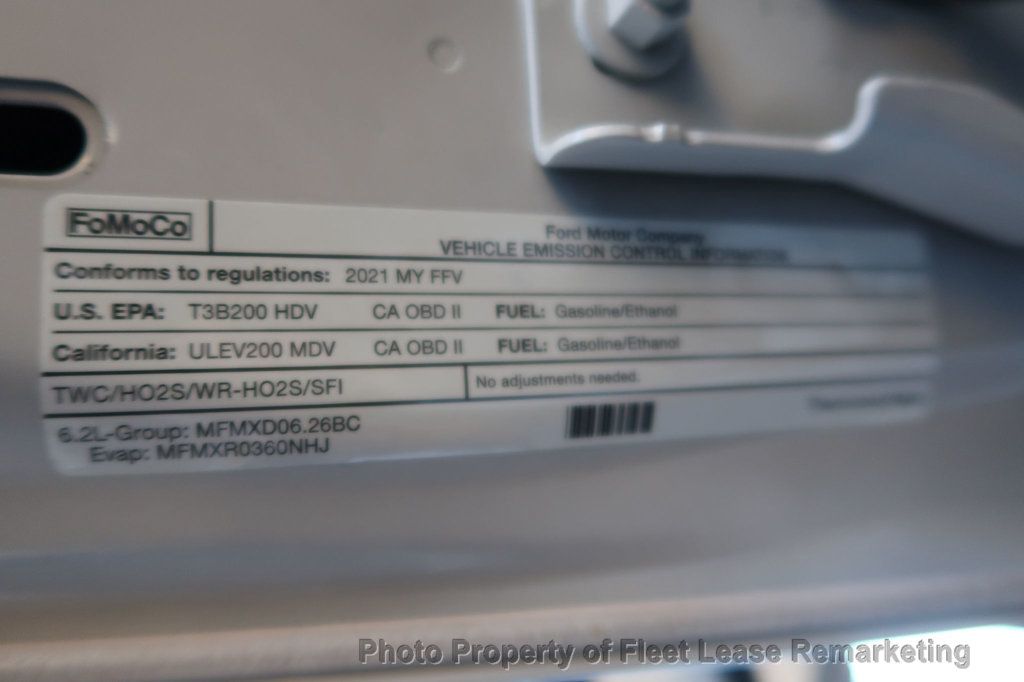 FoMoCo
Ford Motor Company
VEHICLE EMISSION CONTROL INFORMATION
Conforms to regulations: 2021 MY FFV
U.S. EPA: T3B200 HDV CA OBD II FUEL: Gasoline/Ethanol
California: ULEV200 MDV CA OBD II FUEL: Gasoline/Ethanol
TWC/HO2S/WR-HO2S/SFI No adjustments needed.
6.2L-Group: MFMXD06.26BC
Evap: MFMXR0360NHJ
Photo Property of Fleet Lease Remarketing